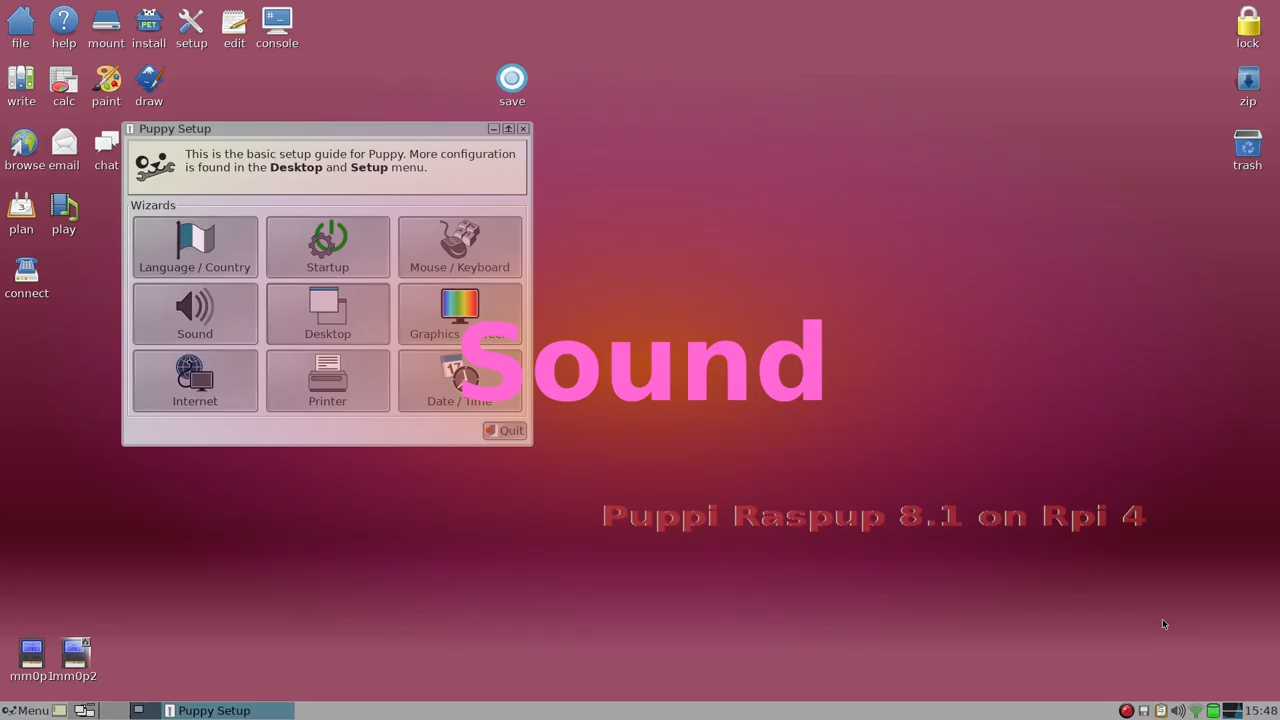 file help mount install setup edit console lock
write calc paint draw save zip
Puppy Setup
This is the basic setup guide for Puppy. More configuration
is found in the Desktop and Setup menu.
browse email chat trash
Wizards
plan play
Language / Country Startup Mouse / Keyboard
connect
Sound Desktop Graphics
Sound
Internet Printer Date / Time
Quit
Puppi Raspup 8.1 on Rpi 4
mm0p1 mm0p2
Menu Puppy Setup 15:48